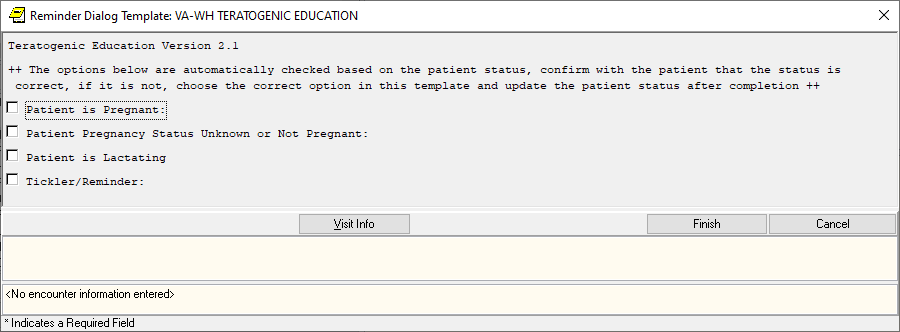 Reminder Dialog Template: VA-WH TERATOGENIC EDUCATION
Teratogenic Education Version 2.1
++ The options below are automatically checked based on the patient status, confirm with the patient that the status is
correct, if it is not, choose the correct option in this template and update the patient status after completion ++
Patient is Pregnant:
Patient Pregnancy Status Unknown or Not Pregnant:
Patient is Lactating
Tickler/Reminder:
Visit Info
Finish
Cancel
<No encounter information entered>
* Indicates a Required Field